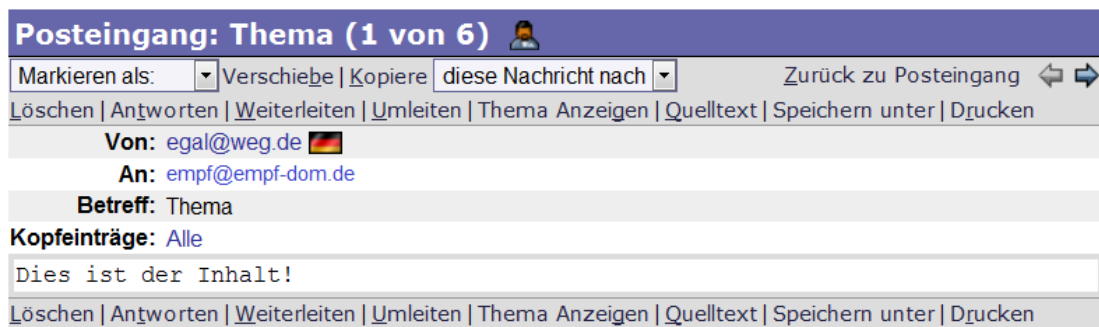 Posteingang: Thema (1 von 6)
Markieren als: Verschiebe | Kopiere diese Nachricht nach Zurück zu Posteingang
Löschen | Antworten | Weiterleiten | Umleiten | Thema Anzeigen | Quelltext | Speichern unter | Drucken
Von: egal@weg.de
An: empf@empf-dom.de
Betreff: Thema
Kopfeinträge: Alle
Dies ist der Inhalt!
Löschen | Antworten | Weiterleiten | Umleiten | Thema Anzeigen | Quelltext | Speichern unter | Drucken